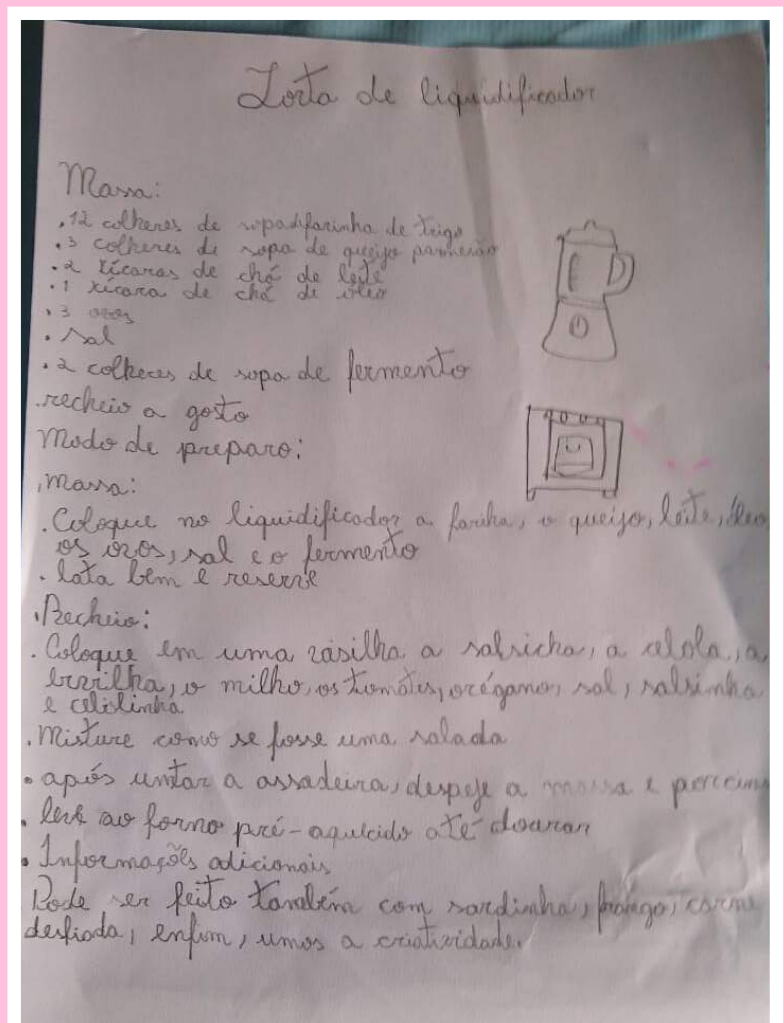 Torta de liquidificador
Massa:
.12 colheres de sopa farinha de trigo
.3 colheres de sopa de queijo parmesão
.2 xícaras de chá de leite
.1 xícara de chá de óleo
.3 ovos
.sal
.2 colheres de sopa de fermento
.recheio a gosto
Modo de preparo:
.massa:
.Coloque no liquidificador a fariha, o queijo, leite, óleo,
os ovos, sal e o fermento
.bata bem e reserve
.Recheio:
.Coloque em uma vasilha a salsicha, a cebola, a
ervilha, o milho, os tomates, orégano, sal, salsinha
e cebolinha
.Misture como se fosse uma salada
.após untar a assadeira, despeje a massa e
.leve ao forno pré-aquecido até dourar
.Informações adicionais
Pode ser feito também com sardinha, frango, carne
desfiada, enfim, a criatividade.